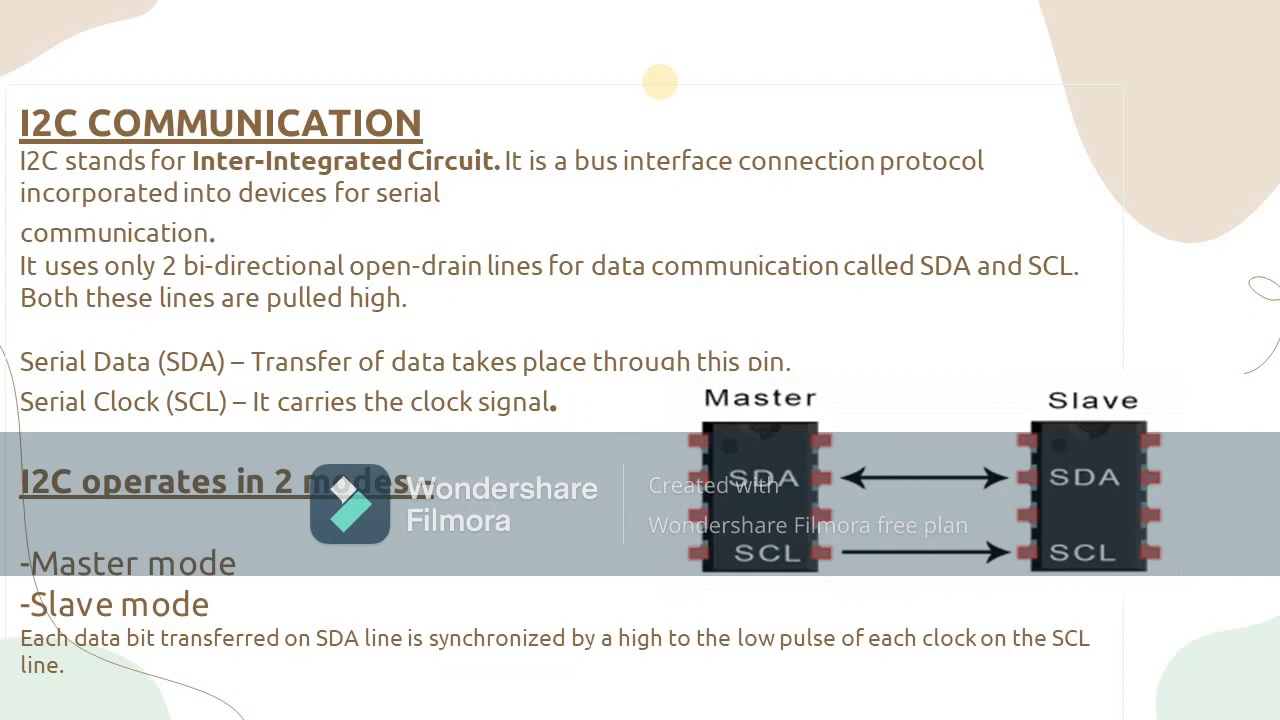 I2C COMMUNICATION
I2C stands for Inter-Integrated Circuit. It is a bus interface connection protocol
incorporated into devices for serial
communication.
It uses only 2 bi-directional open-drain lines for data communication called SDA and SCL.
Both these lines are pulled high.
Serial Data (SDA) – Transfer of data takes place through this pin.
Serial Clock (SCL) – It carries the clock signal.
Master
Slave
SDA
SDA
SCL
SCL
I2C operates in 2 modes –
Wondershare
Filmora
Created with
Wondershare Filmora free plan
-Master mode
-Slave mode
Each data bit transferred on SDA line is synchronized by a high to the low pulse of each clock on the SCL
line.